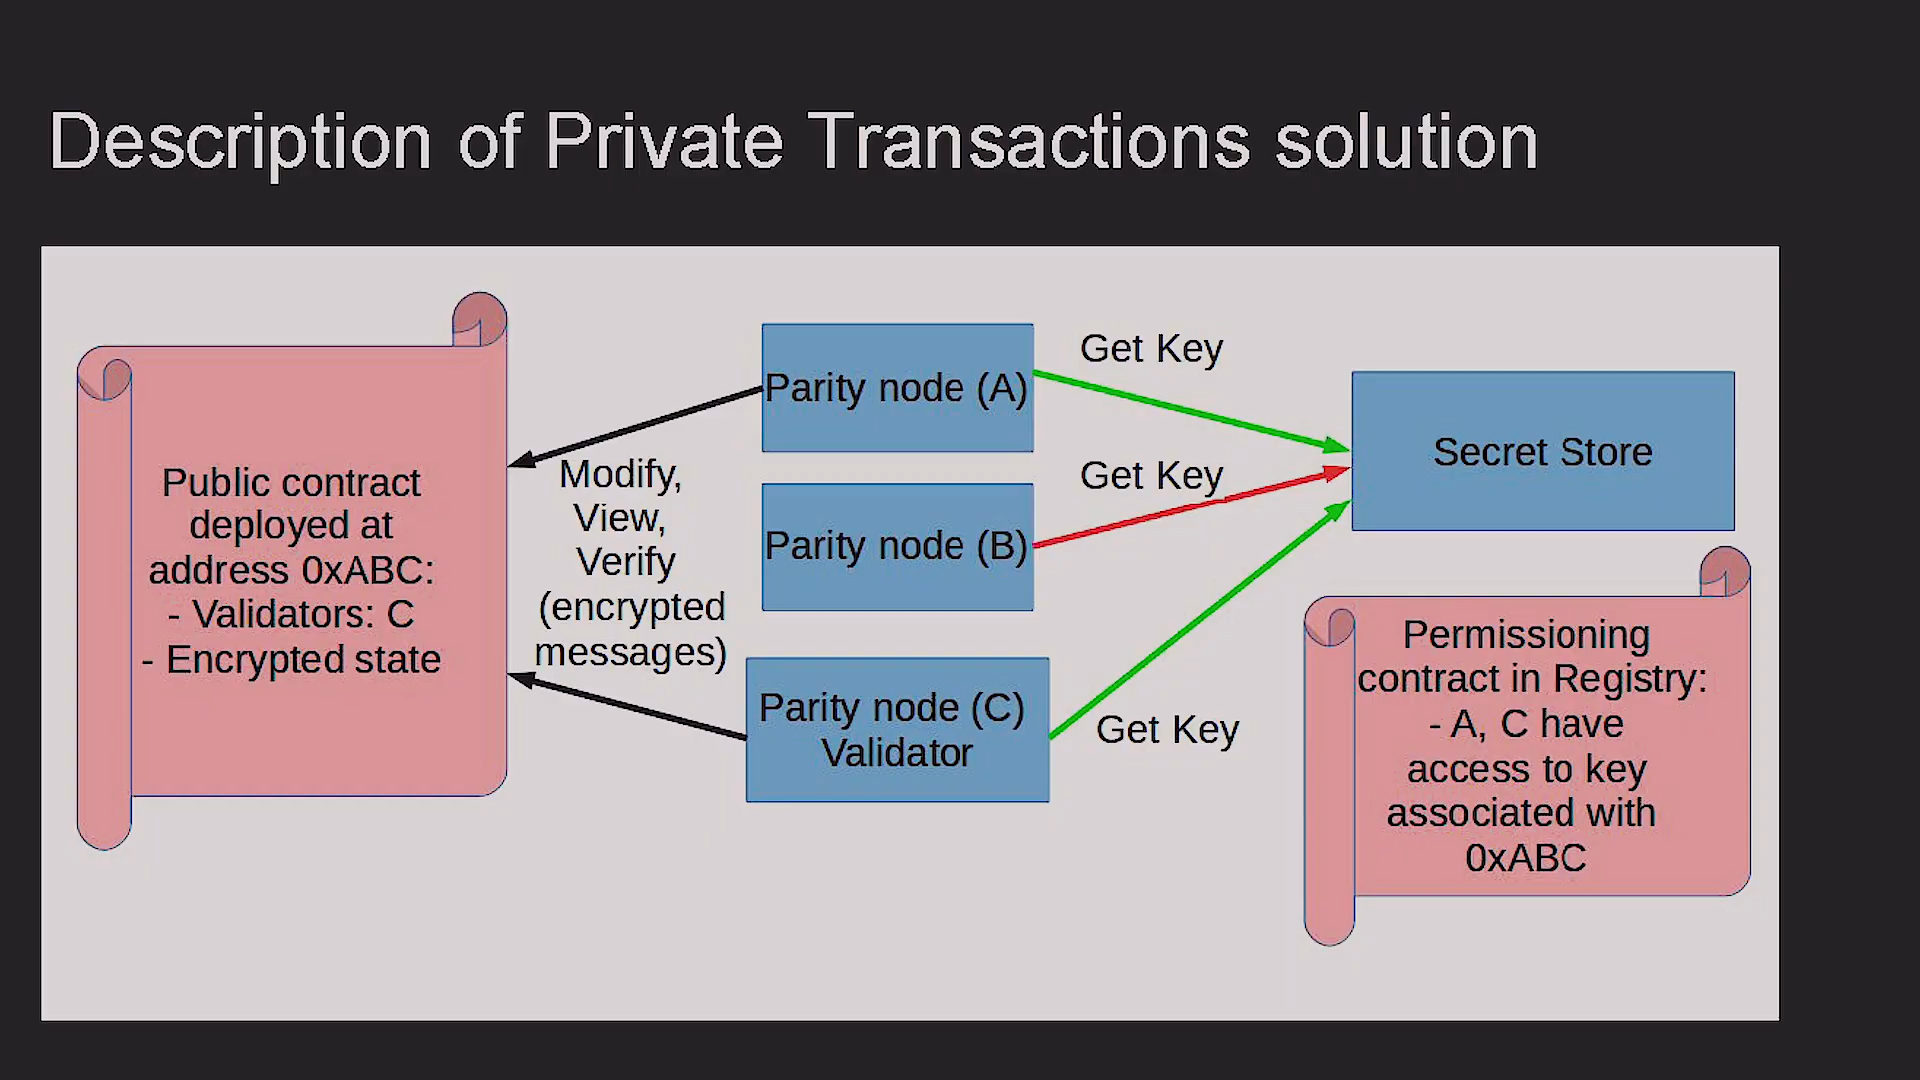 Description of Private Transactions solution
Public contract
deployed at
address 0xABC:
- Validators: C
- Encrypted state
Modify,
View,
Verify
(encrypted
messages)
Parity node (A)
Parity node (B)
Parity node (C)
Validator
Get Key
Get Key
Get Key
Secret Store
Permissioning
contract in Registry:
- A, C have
access to key
associated with
0xABC